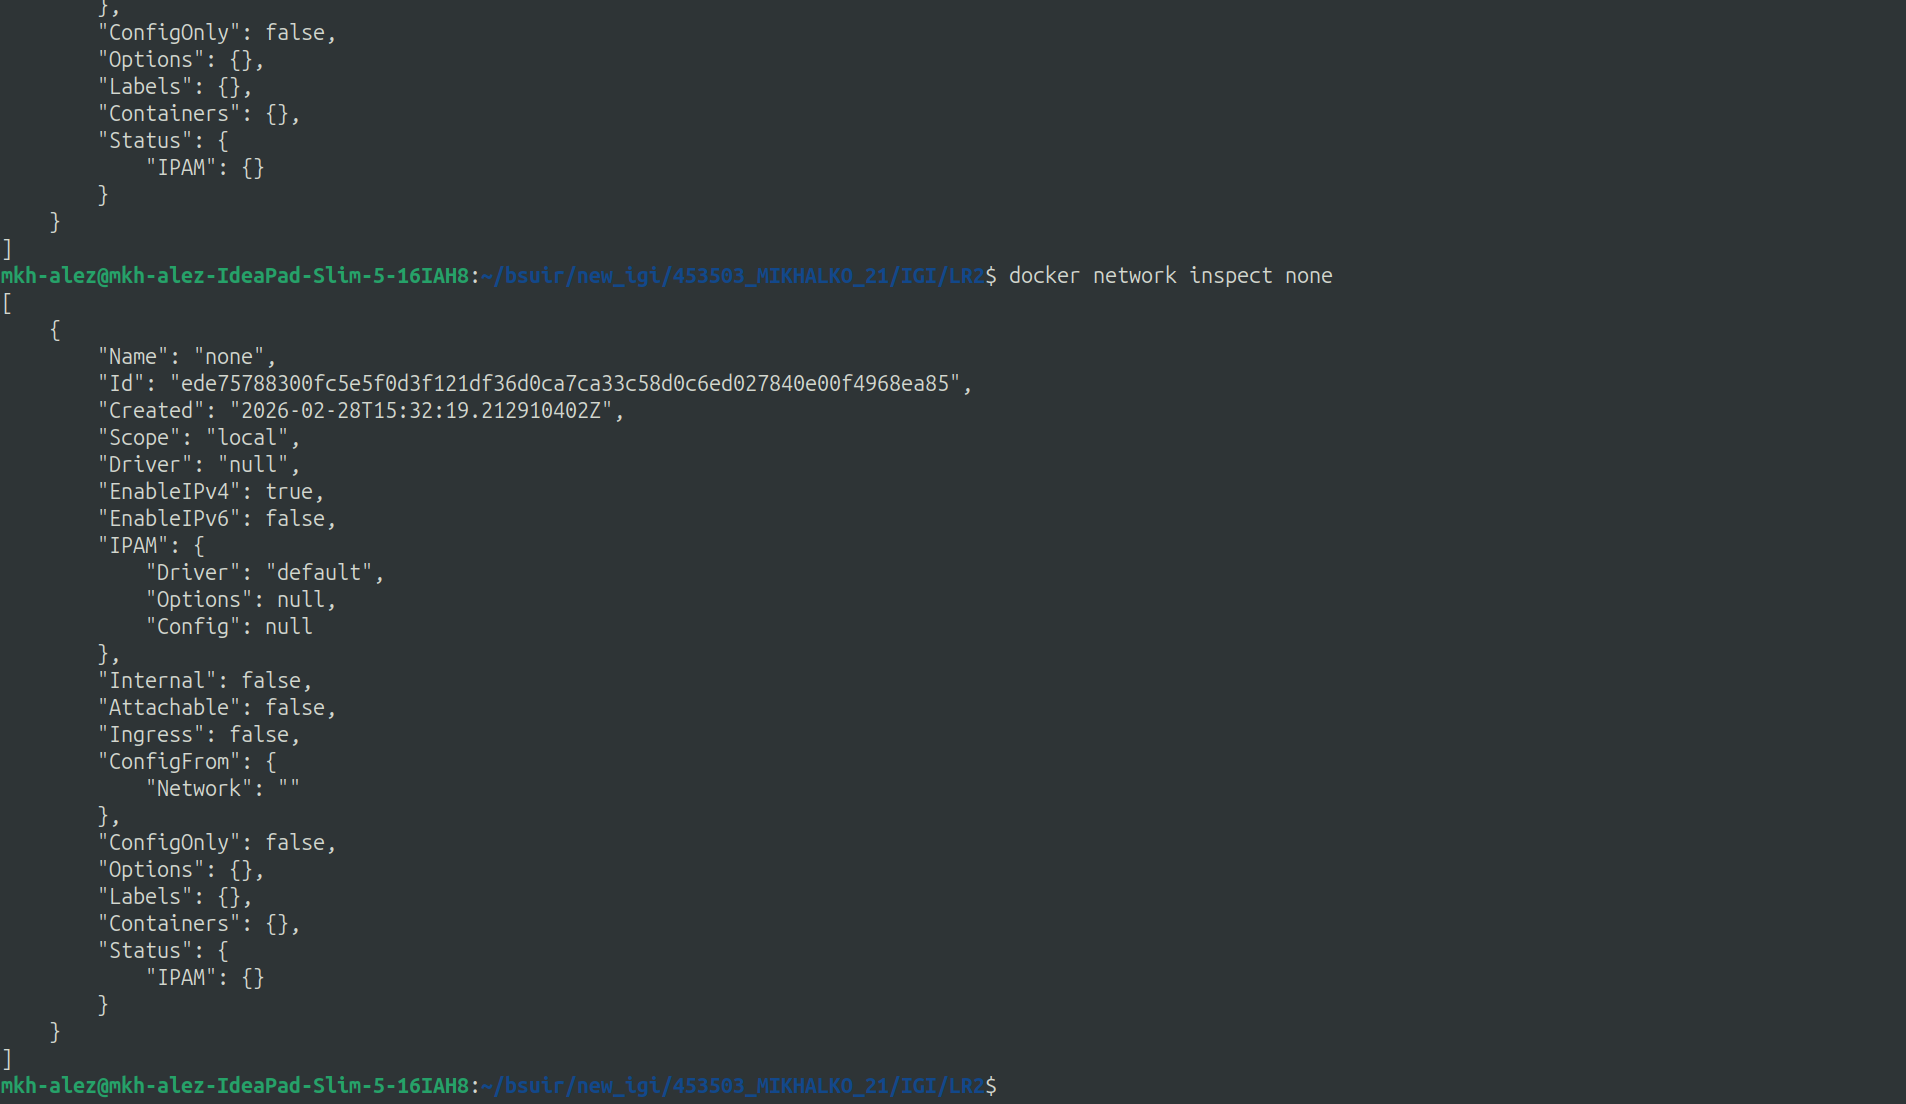 },
        "ConfigOnly": false,
        "Options": {},
        "Labels": {},
        "Containers": {},
        "Status": {
            "IPAM": {}
        }
    }
]
mkh-alez@mkh-alez-IdeaPad-Slim-5-16IAH8:~/bsuir/new_igi/453503_MIKHALKO_21/IGI/LR2$ docker network inspect none
[
    {
        "Name": "none",
        "Id": "ede75788300fc5e5f0d3f121df36d0ca7ca33c58d0c6ed027840e00f4968ea85",
        "Created": "2026-02-28T15:32:19.212910402Z",
        "Scope": "local",
        "Driver": "null",
        "EnableIPv4": true,
        "EnableIPv6": false,
        "IPAM": {
            "Driver": "default",
            "Options": null,
            "Config": null
        },
        "Internal": false,
        "Attachable": false,
        "Ingress": false,
        "ConfigFrom": {
            "Network": ""
        },
        "ConfigOnly": false,
        "Options": {},
        "Labels": {},
        "Containers": {},
        "Status": {
            "IPAM": {}
        }
    }
]
mkh-alez@mkh-alez-IdeaPad-Slim-5-16IAH8:~/bsuir/new_igi/453503_MIKHALKO_21/IGI/LR2$